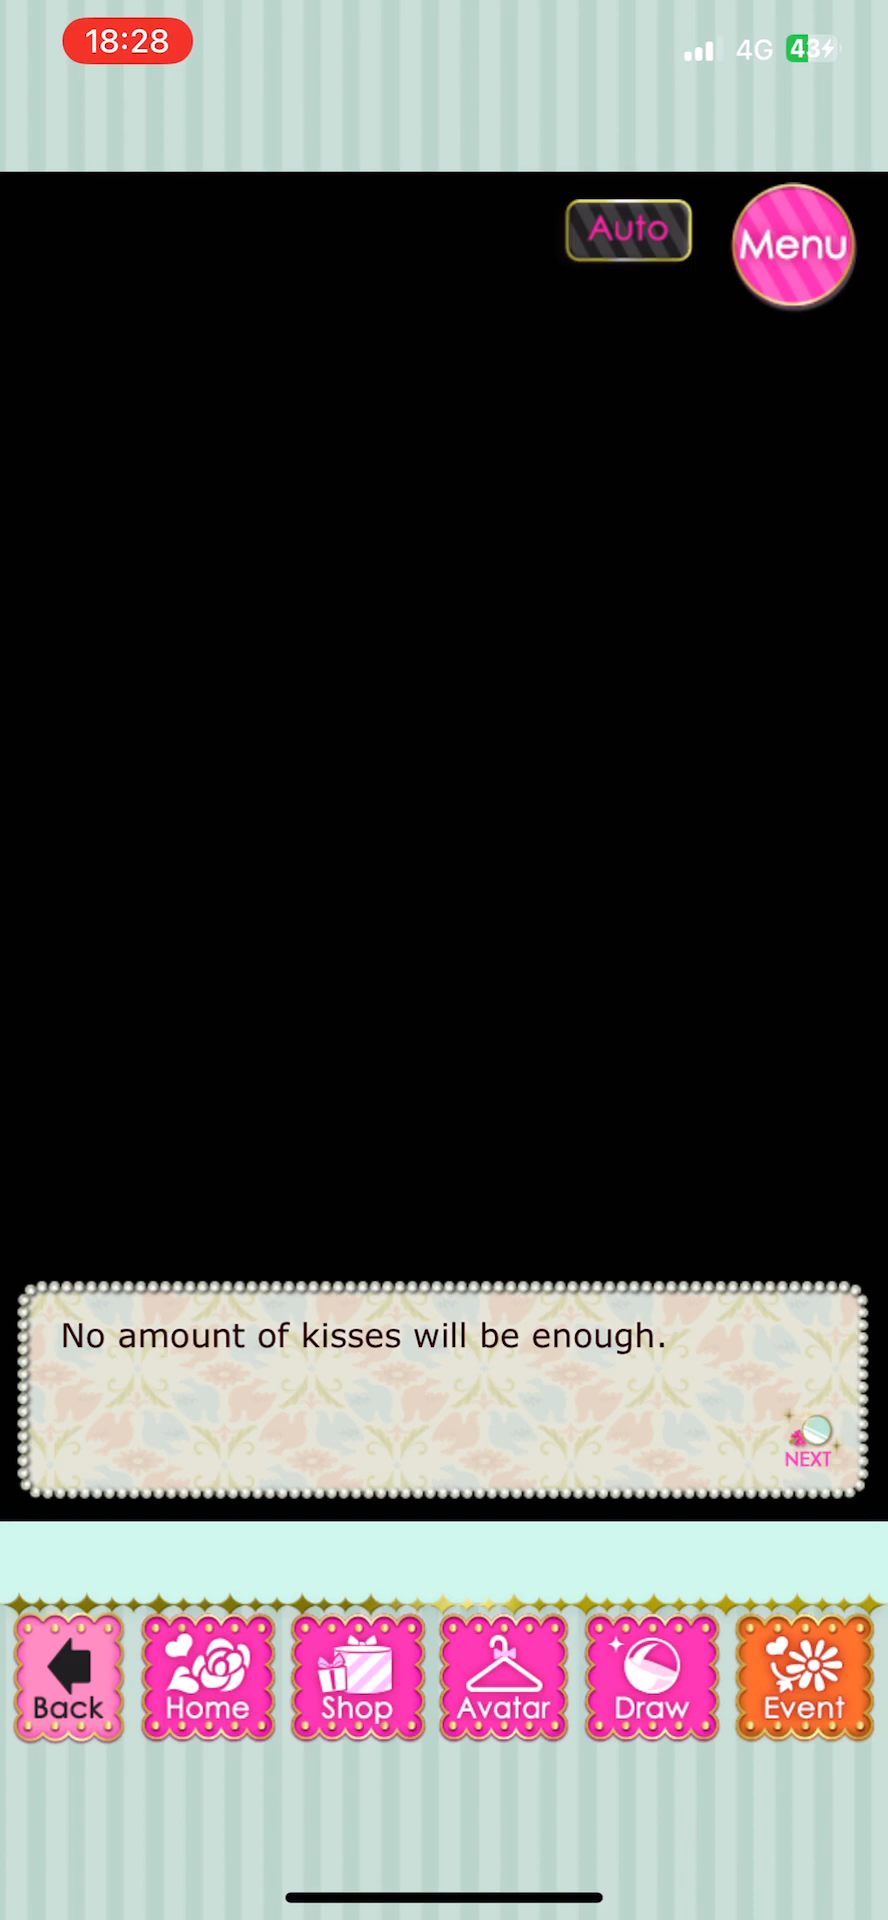 18:28
4G
43
Auto
Menu
No amount of kisses will be enough.
NEXT
Back
Home
Shop
Avatar
Draw
Event